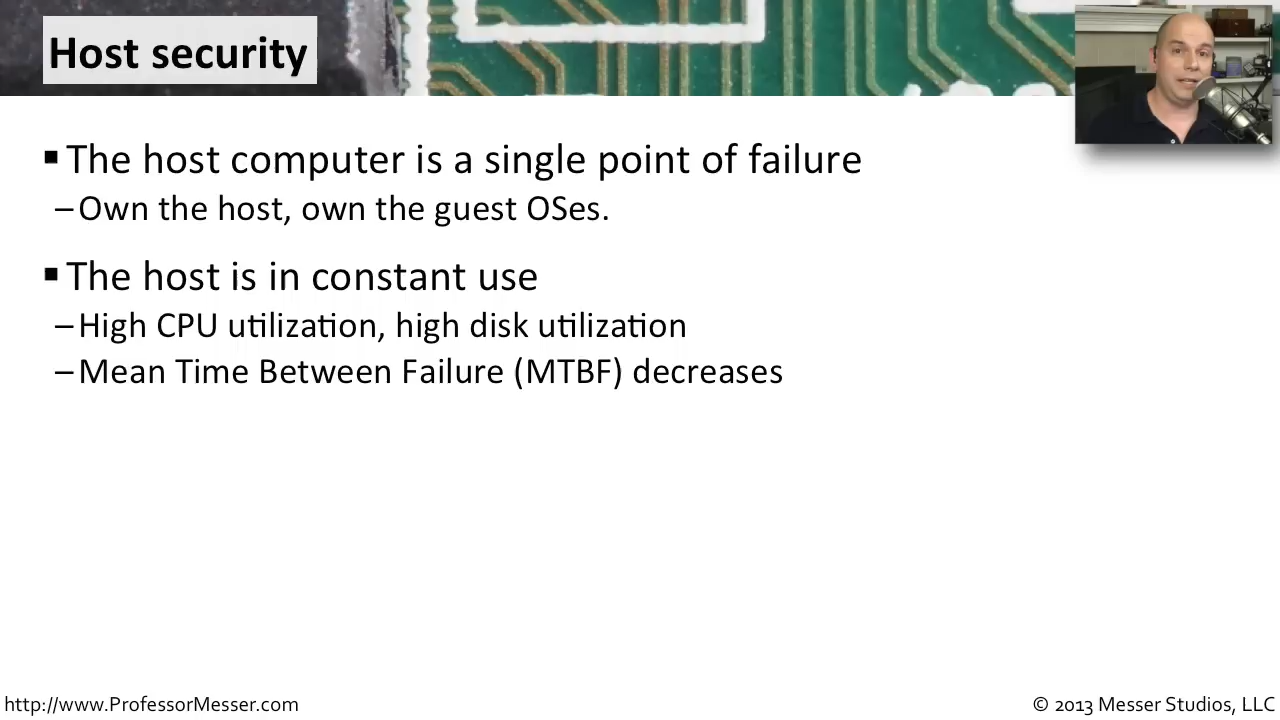 Host security
▪ The host computer is a single point of failure
– Own the host, own the guest OSes.
▪ The host is in constant use
– High CPU utilization, high disk utilization
– Mean Time Between Failure (MTBF) decreases
http://www.ProfessorMesser.com
© 2013 Messer Studios, LLC